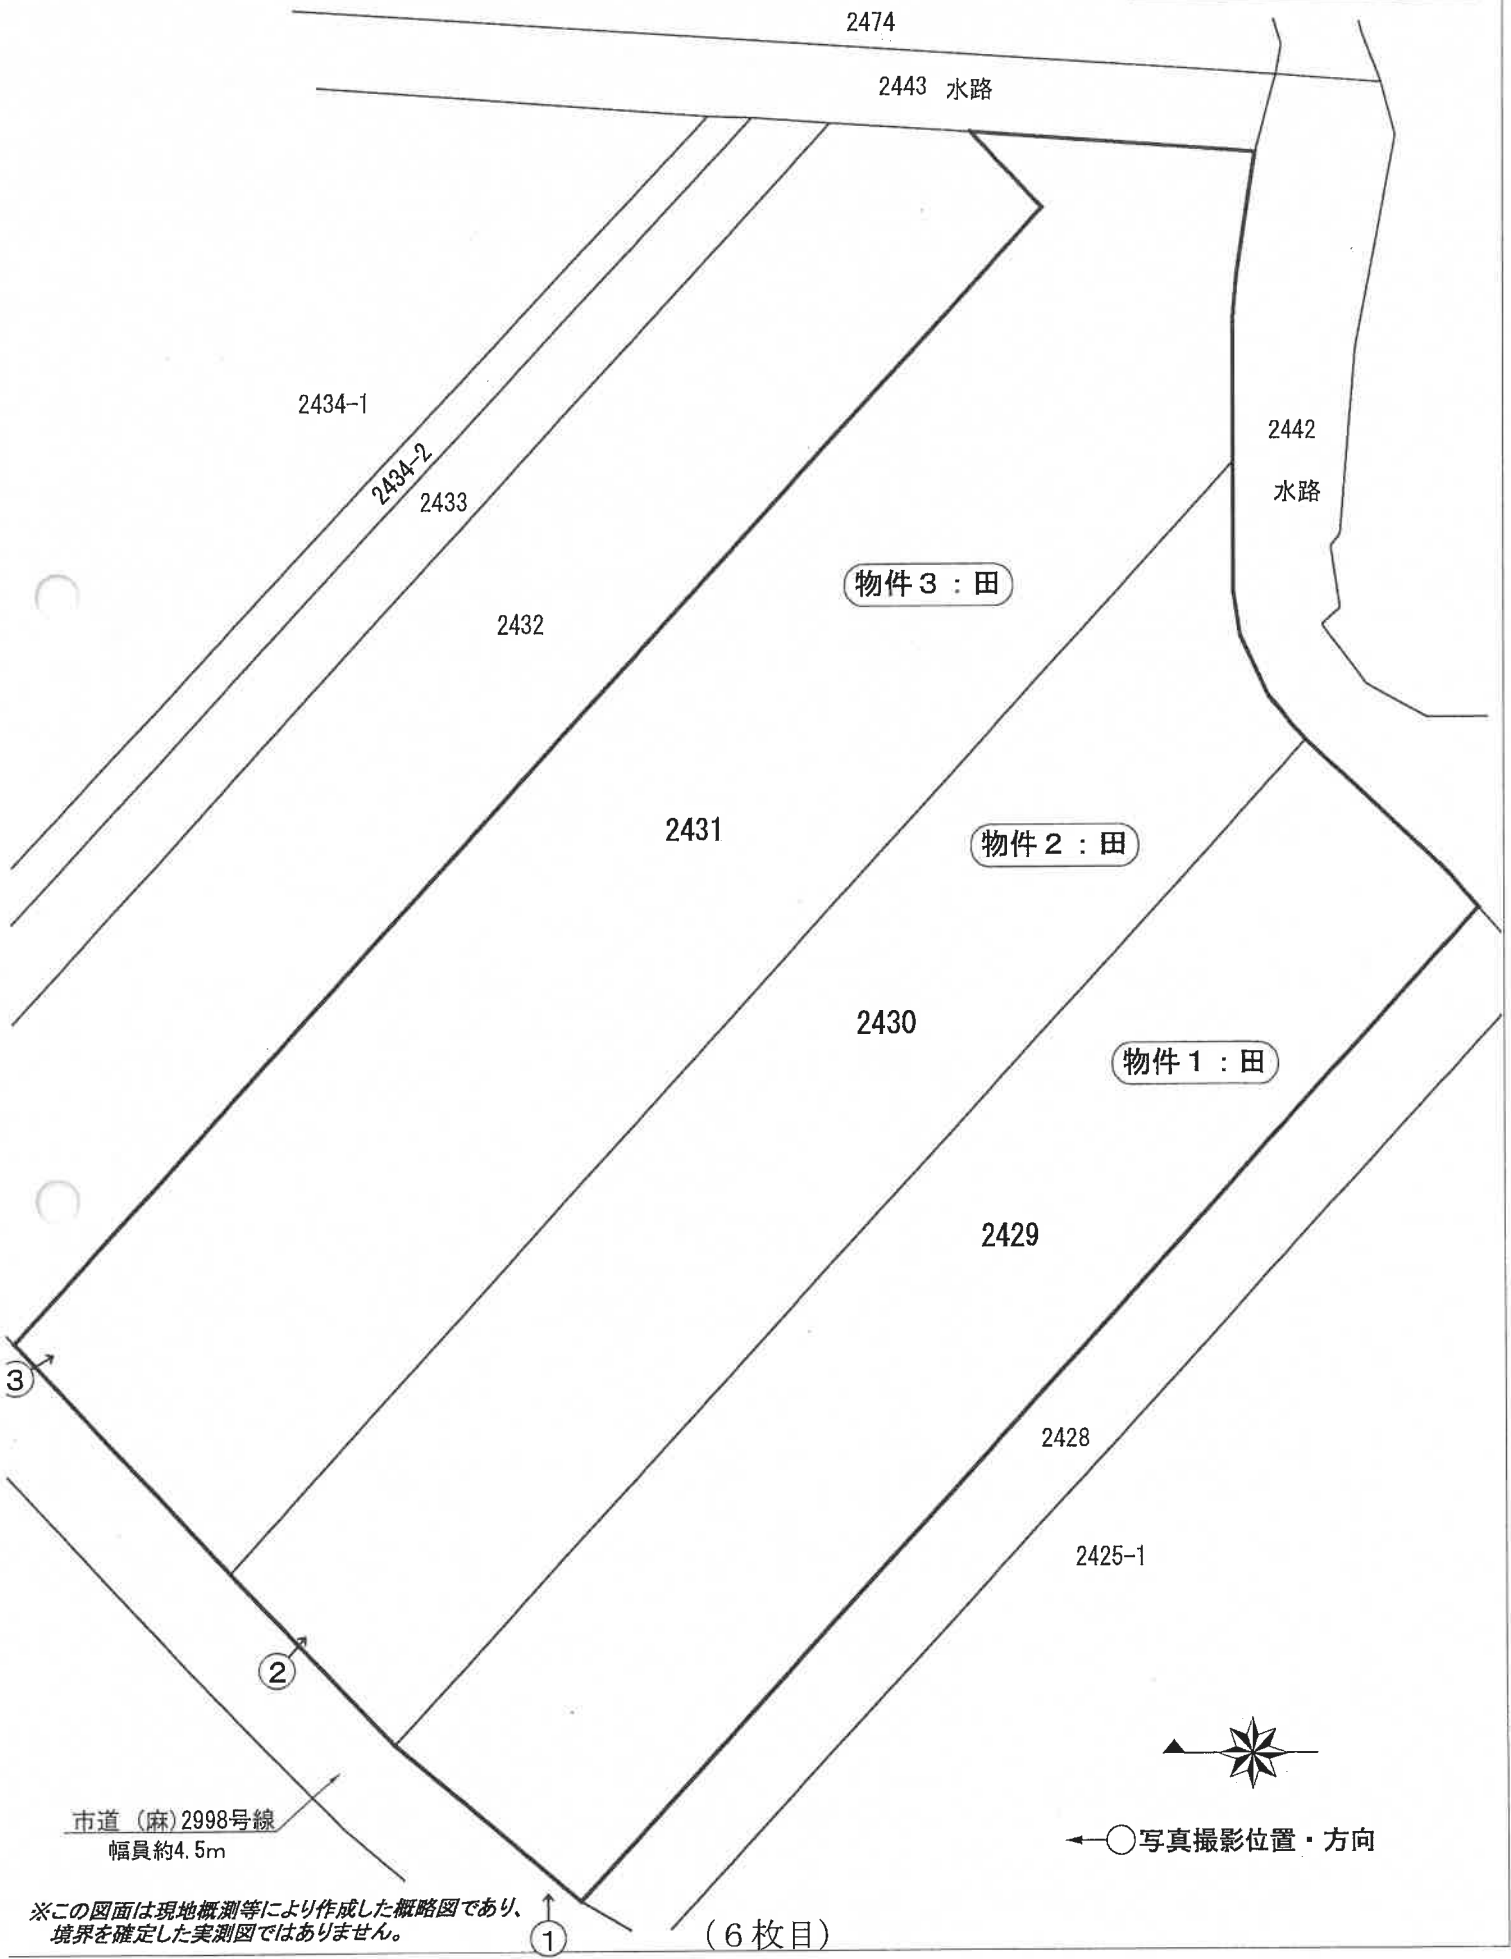 2474
2443 水路
2434-1
2434-2
2433
2442
水路
物件3：田
2432
2431
物件2：田
2430
物件1：田
2429
③
2428
2425-1
②
市道（麻）2998号線
幅員約4.5m
←○写真撮影位置・方向
※この図面は現地概測等により作成した概略図であり、
境界を確定した実測図ではありません。
①
（6枚目）